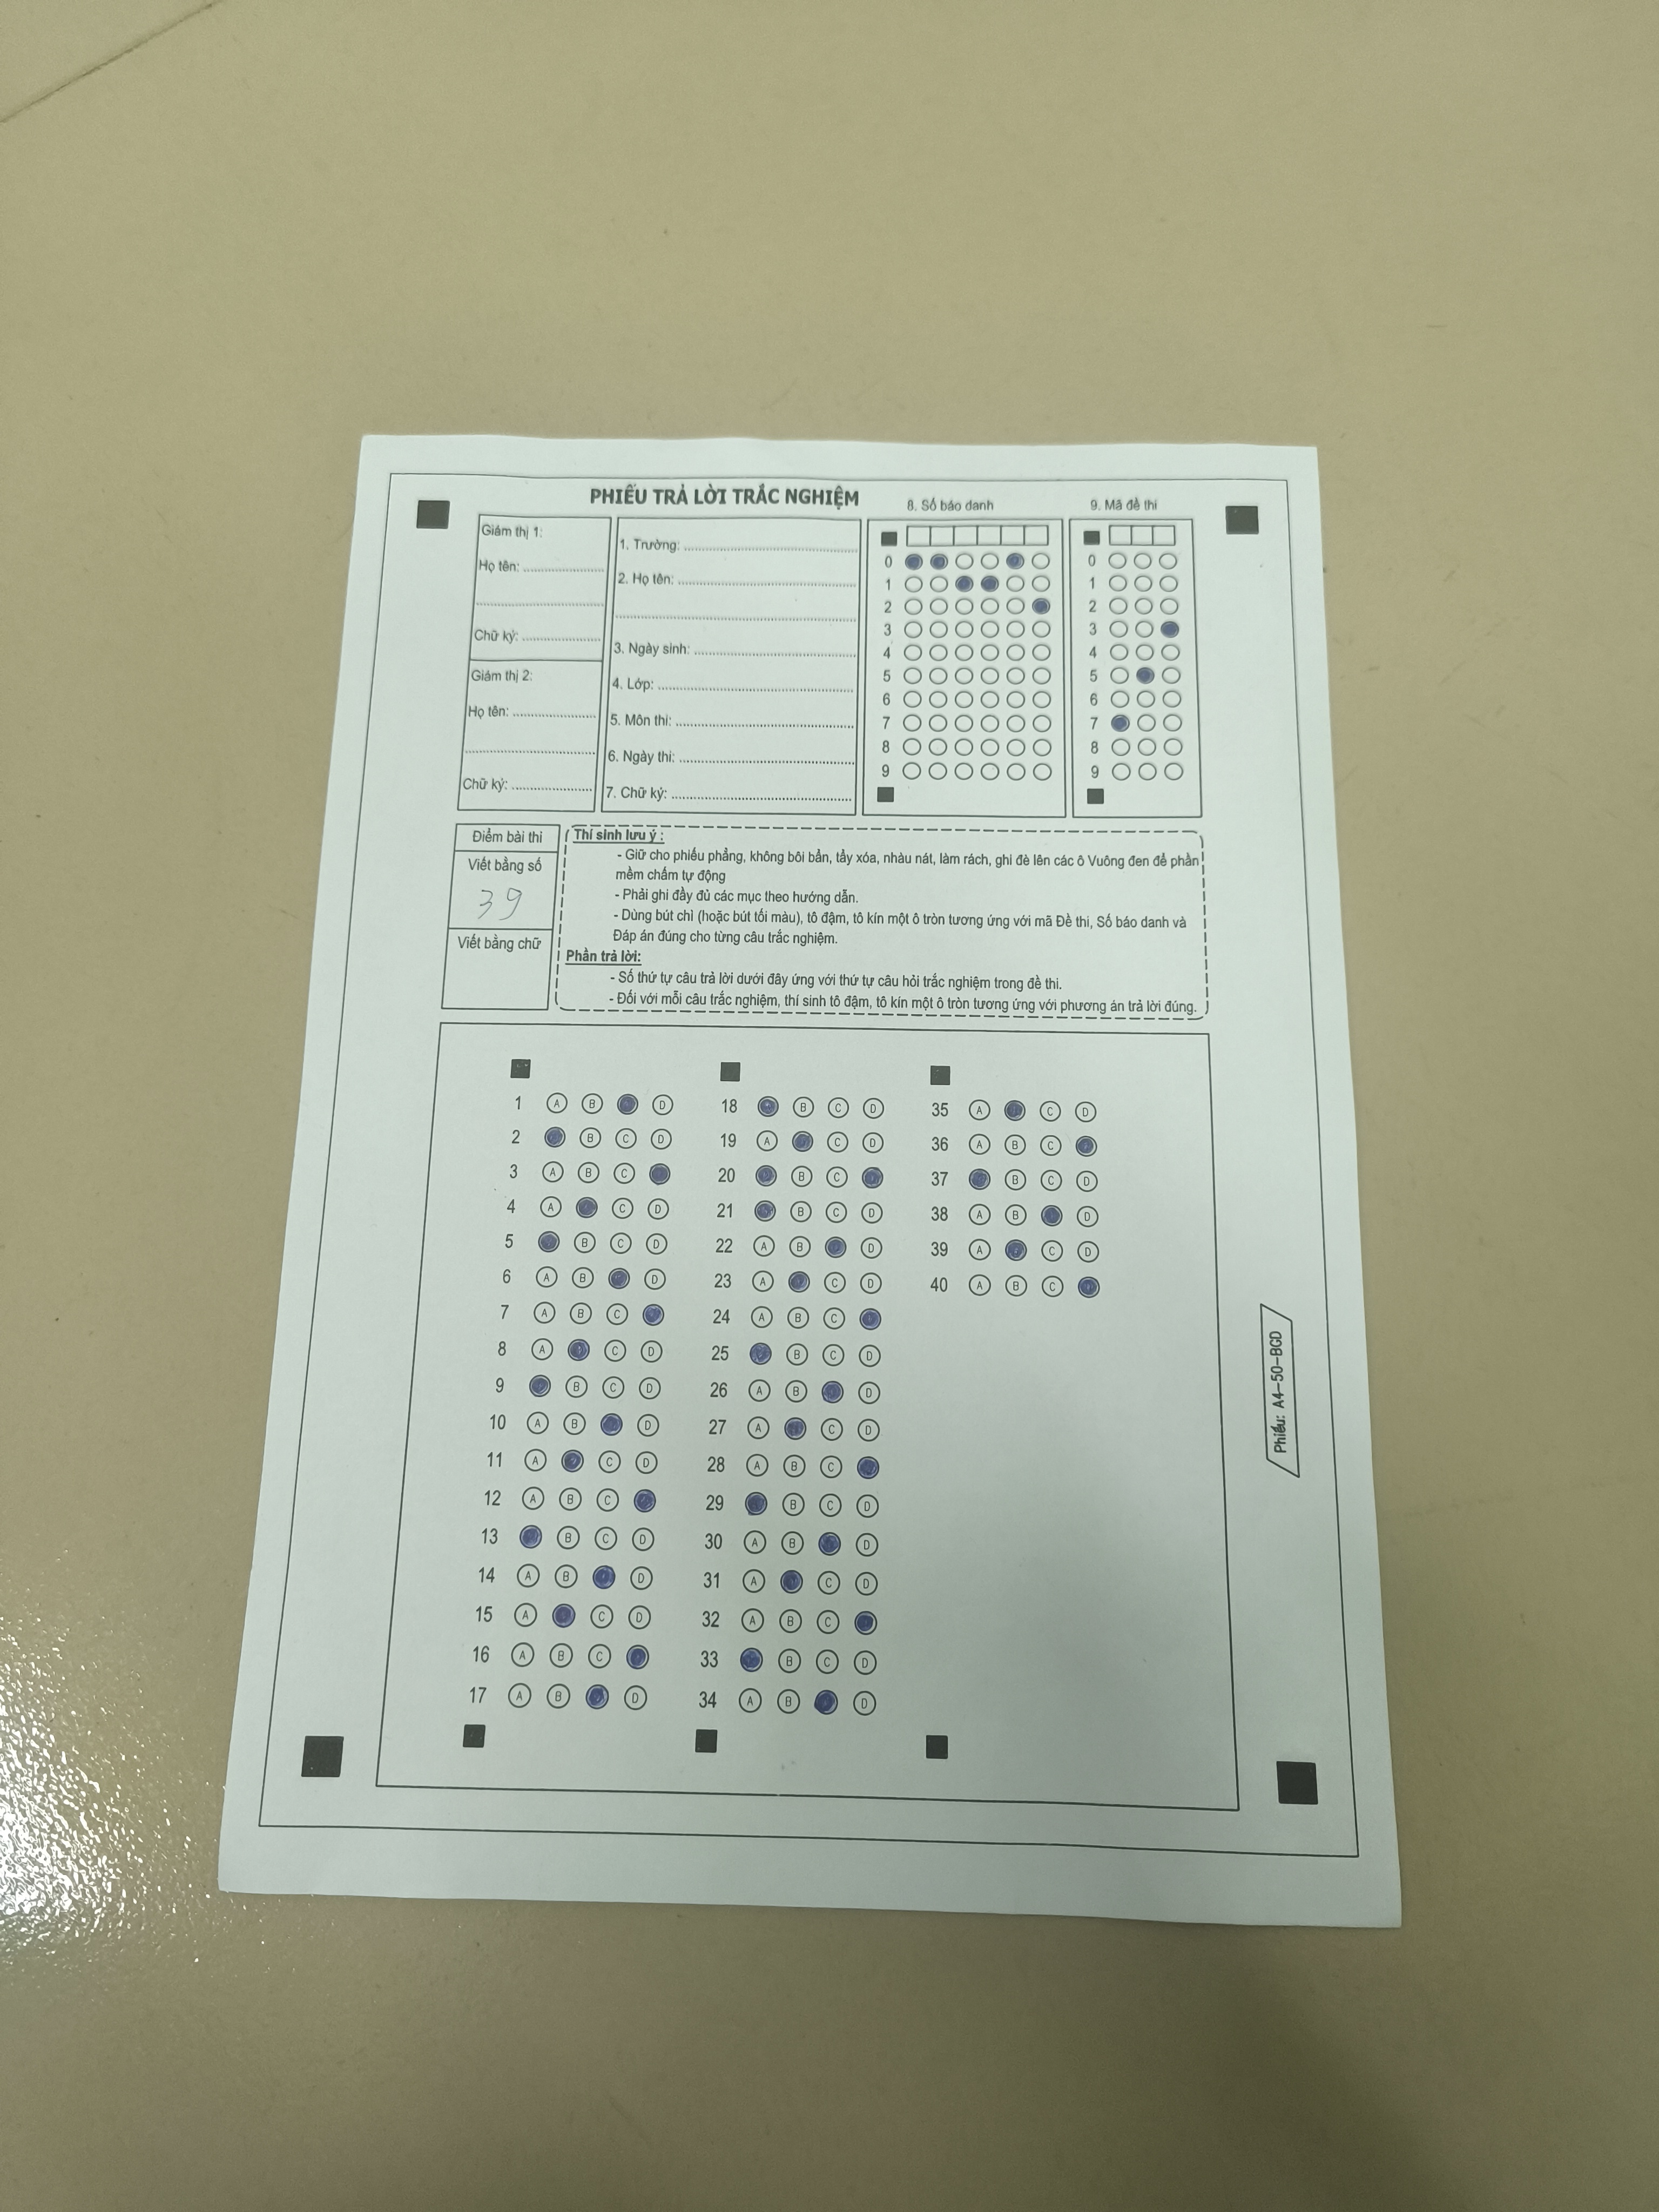 PHIẾU TRẢ LỜI TRẮC NGHIỆM
Giám thị 1:
Họ tên: ..........
Chữ ký: ..........
Giám thị 2:
Họ tên: ..........
Chữ ký: ..........
1. Trường: ..........
2. Họ tên: ..........
3. Ngày sinh: ..........
4. Lớp: ..........
5. Môn thi: ..........
6. Ngày thi: ..........
7. Chữ ký: ..........
8. Số báo danh
0
1
2
3
4
5
6
7
8
9
9. Mã đề thi
0
1
2
3
4
5
6
7
8
9
Điểm bài thi
Viết bằng số
39
Viết bằng chữ
Thí sinh lưu ý :
- Giữ cho phiếu phẳng, không bôi bẩn, tẩy xóa, nhàu nát, làm rách, ghi đè lên các ô Vuông đen để phần
mềm chấm tự động
- Phải ghi đầy đủ các mục theo hướng dẫn.
- Dùng bút chì (hoặc bút tối màu), tô đậm, tô kín một ô tròn tương ứng với mã Đề thi, Số báo danh và
Đáp án đúng cho từng câu trắc nghiệm.
Phần trả lời:
- Số thứ tự câu trả lời dưới đây ứng với thứ tự câu hỏi trắc nghiệm trong đề thi.
- Đối với mỗi câu trắc nghiệm, thí sinh tô đậm, tô kín một ô tròn tương ứng với phương án trả lời đúng.
1 A B D
2 B C D
3 A B C
4 A C D
5 B C D
6 A B D
7 A B C
8 A C D
9 B C D
10 A B D
11 A C D
12 A B C
13 B C D
14 A B D
15 A C D
16 A B C
17 A B D
18 B C D
19 A C D
20 B C
21 B C D
22 A B D
23 A C D
24 A B C
25 B C D
26 A B D
27 A C D
28 A B C
29 B C D
30 A B D
31 A C D
32 A B C
33 B C D
34 A B D
35 A C D
36 A B C
37 B C D
38 A B D
39 A C D
40 A B C
Phiếu: A4-50-BGD